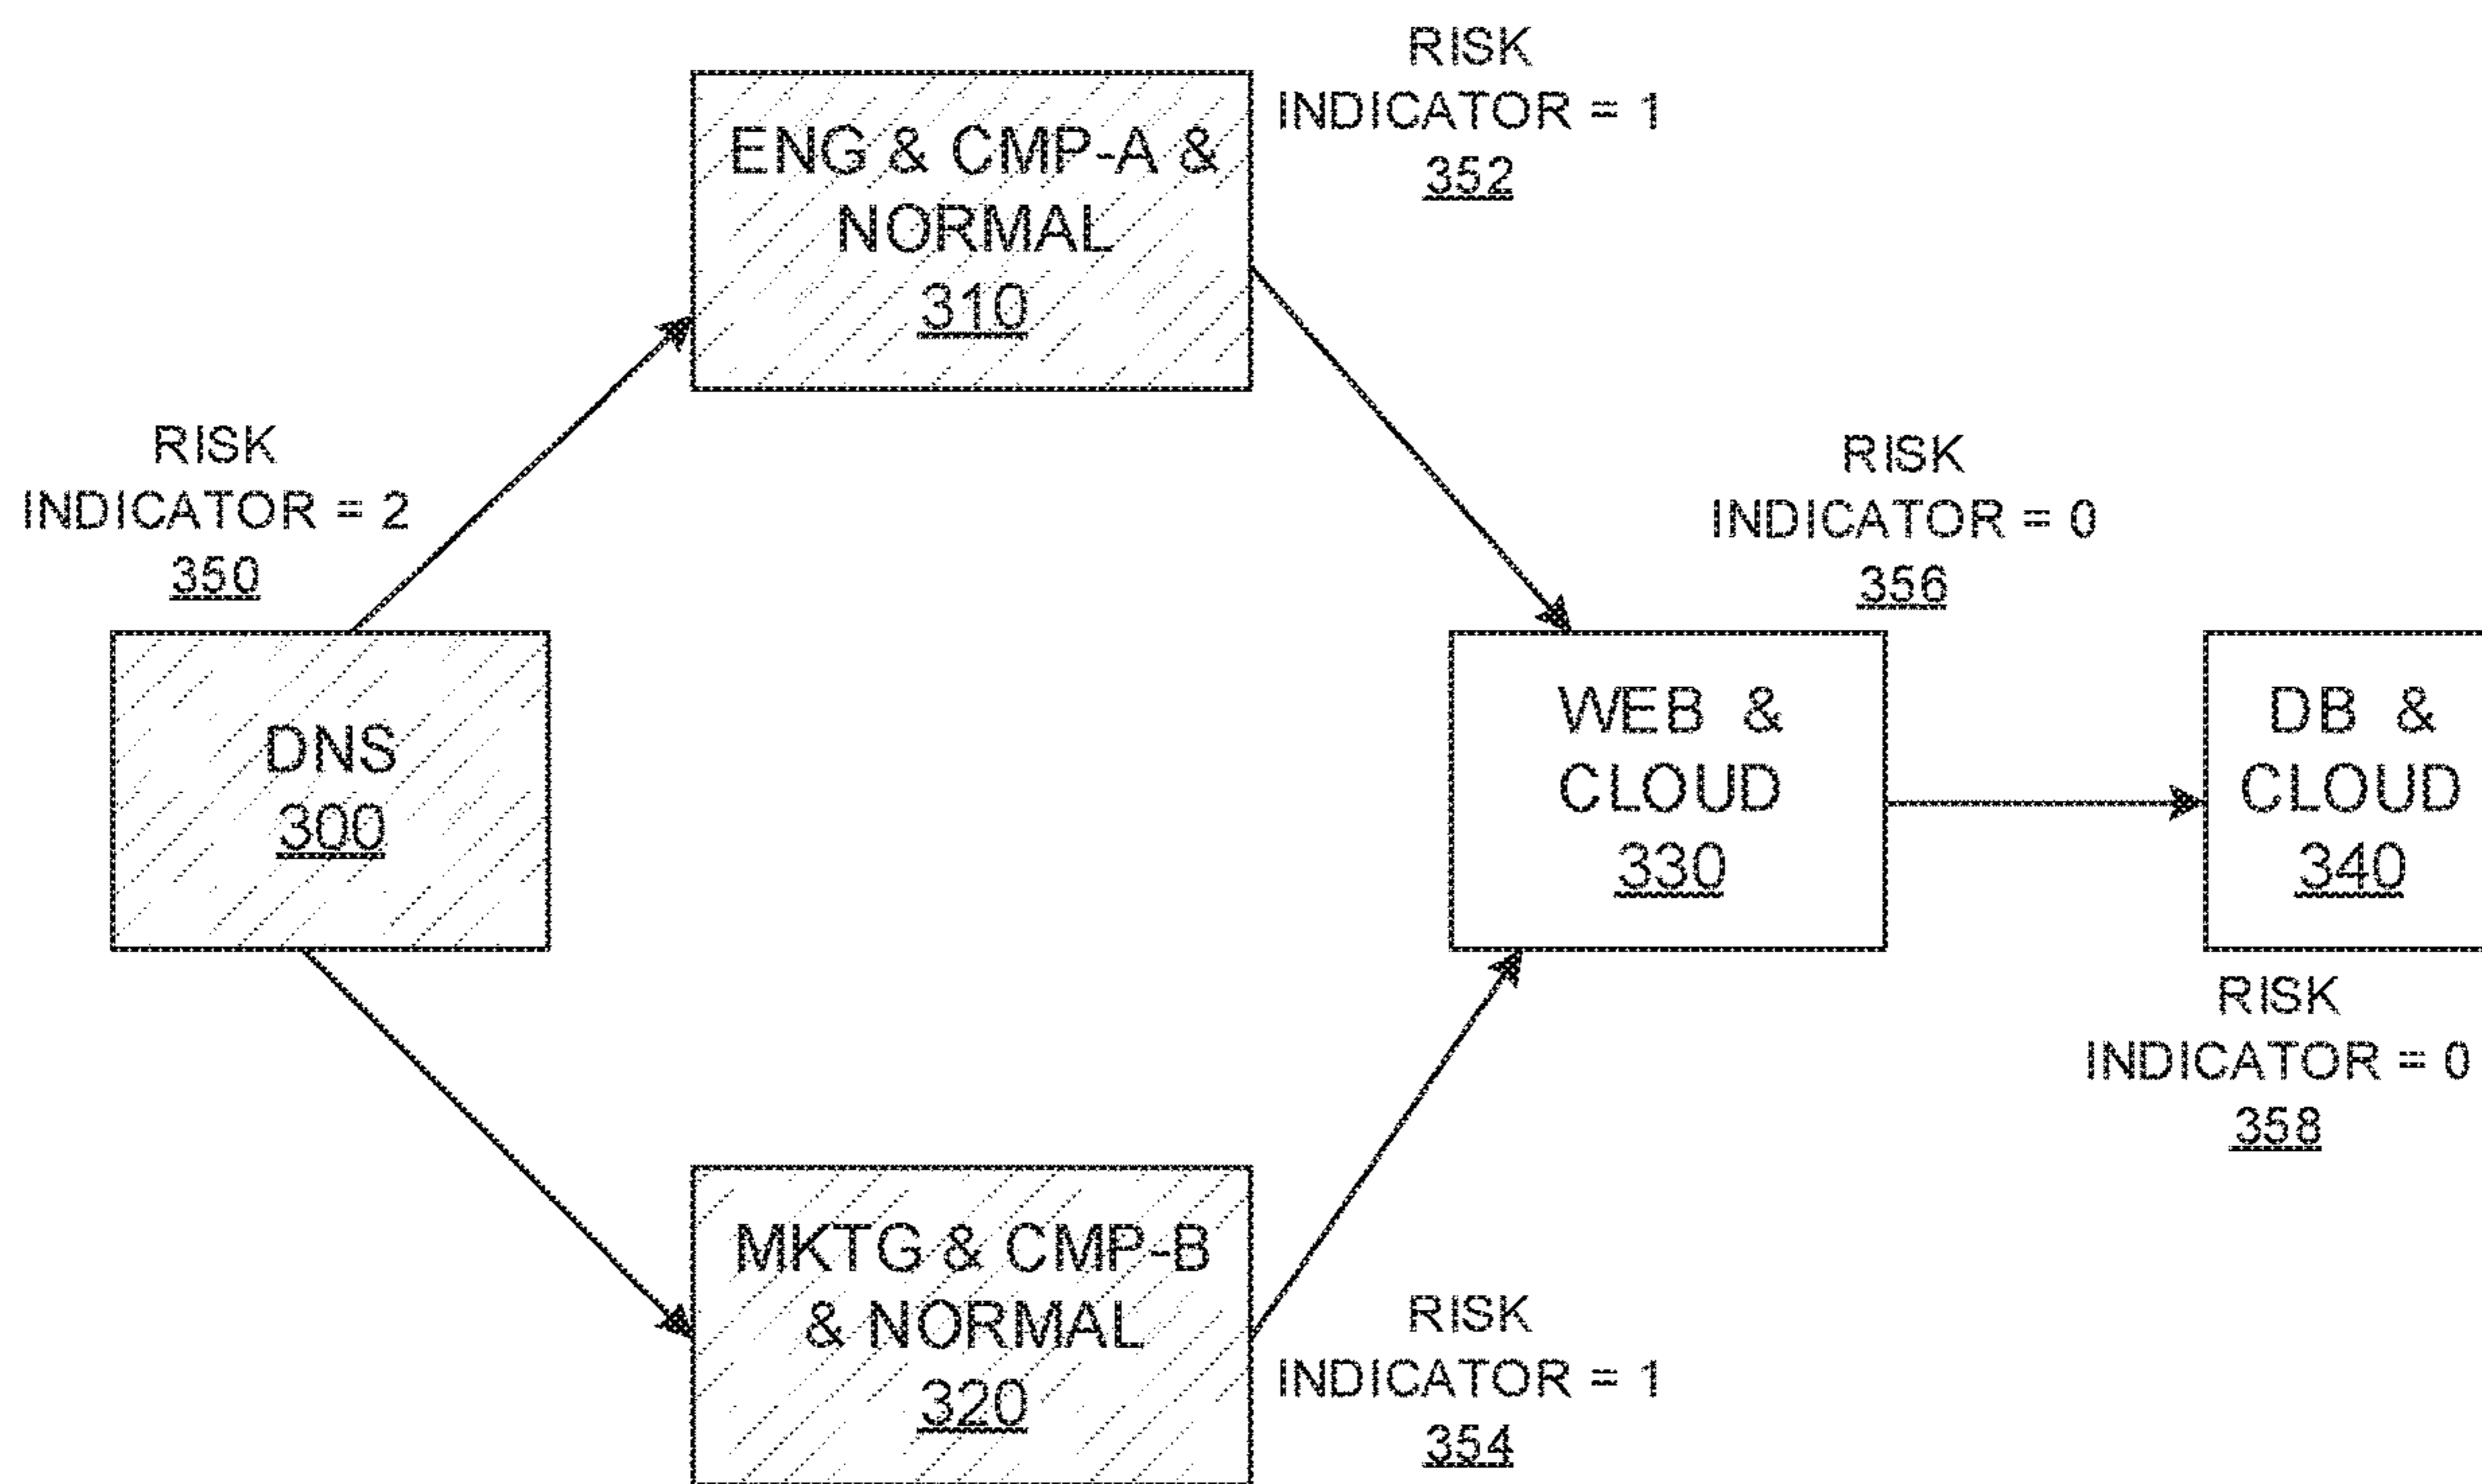 RISK
INDICATOR = 1
352
ENG & CMP-A &
NORMAL
310
RISK
INDICATOR = 2
350
RISK
INDICATOR = 0
356
DNS
300
WEB &
CLOUD
330
DB &
CLOUD
340
RISK
INDICATOR = 0
358
MKTG & CMP-B
& NORMAL
320
RISK
INDICATOR = 1
354